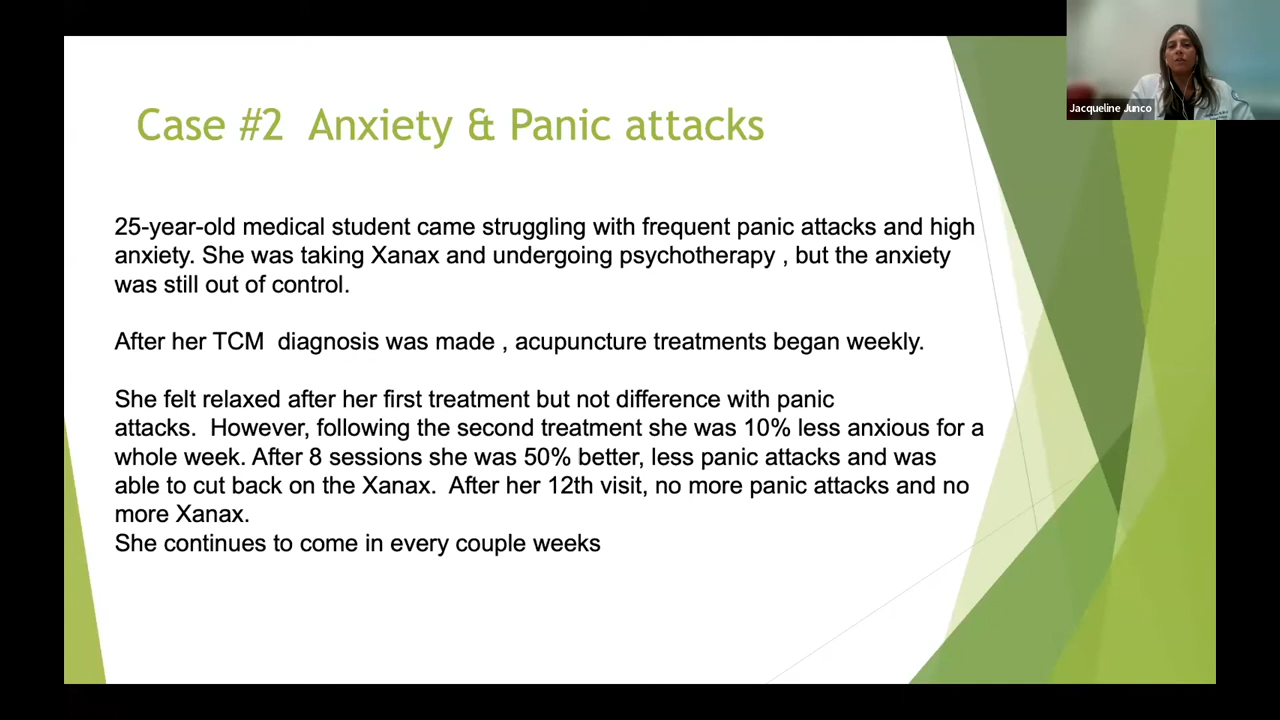 Jacqueline Junco
Case #2 Anxiety & Panic attacks
25-year-old medical student came struggling with frequent panic attacks and high
anxiety. She was taking Xanax and undergoing psychotherapy , but the anxiety
was still out of control.
After her TCM diagnosis was made , acupuncture treatments began weekly.
She felt relaxed after her first treatment but not difference with panic
attacks. However, following the second treatment she was 10% less anxious for a
whole week. After 8 sessions she was 50% better, less panic attacks and was
able to cut back on the Xanax. After her 12th visit, no more panic attacks and no
more Xanax.
She continues to come in every couple weeks